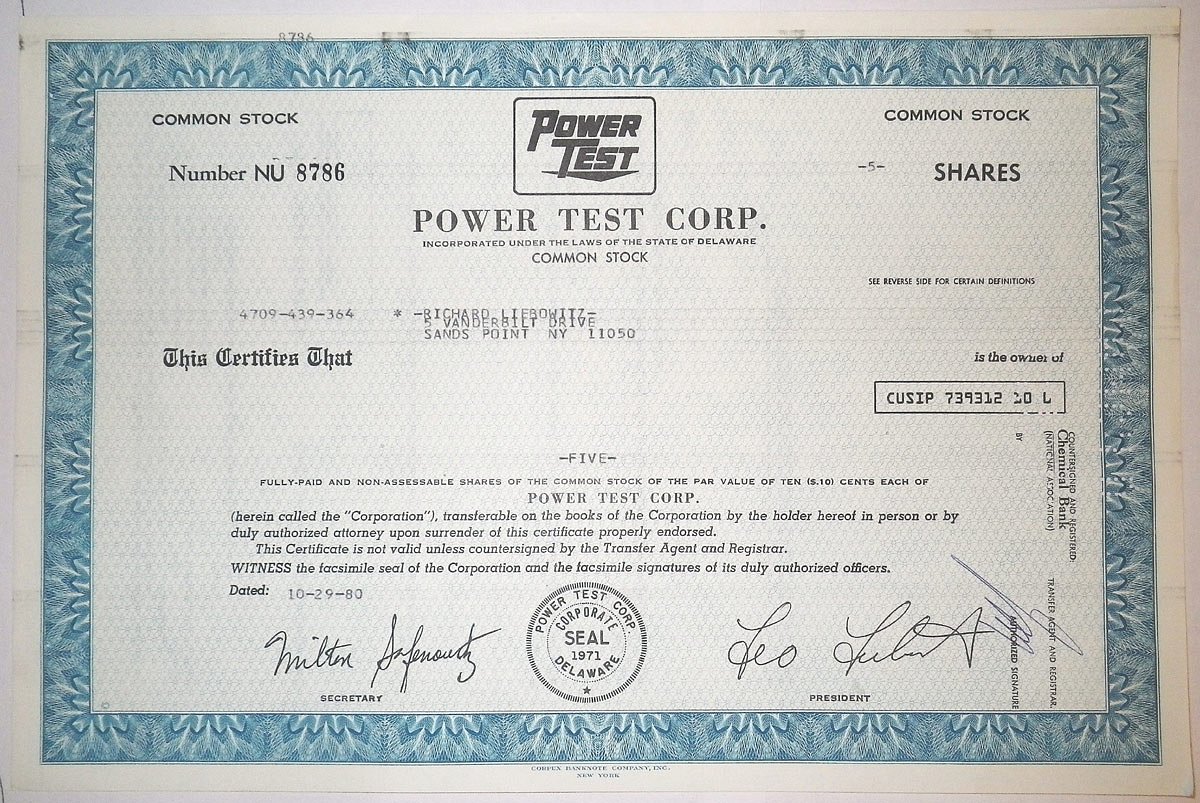 8796
COMMON STOCK
POWER
TEST
COMMON STOCK
Number NU 8786
-5- SHARES
POWER TEST CORP.
INCORPORATED UNDER THE LAWS OF THE STATE OF DELAWARE
COMMON STOCK
SEE REVERSE SIDE FOR CERTAIN DEFINITIONS
4709-439-364 * -RICHARD LIEBOWITZ-
5 VANDERBILT DRIVE
SANDS POINT NY 11050
This Certifies That
is the owner of
CUSIP 739312 10 L
-FIVE-
FULLY-PAID AND NON-ASSESSABLE SHARES OF THE COMMON STOCK OF THE PAR VALUE OF TEN ($.10) CENTS EACH OF
POWER TEST CORP.
(herein called the "Corporation"), transferable on the books of the Corporation by the holder hereof in person or by
duly authorized attorney upon surrender of this certificate properly endorsed.
This Certificate is not valid unless countersigned by the Transfer Agent and Registrar.
WITNESS the facsimile seal of the Corporation and the facsimile signatures of its duly authorized officers.
Dated: 10-29-80
Milton Safenowitz
SECRETARY
POWER TEST CORP.
CORPORATE
SEAL
1971
DELAWARE
Leo Liebowitz
PRESIDENT
COUNTERSIGNED AND REGISTERED:
Chemical Bank
(NATIONAL ASSOCIATION)
TRANSFER AGENT AND REGISTRAR.
BY
AUTHORIZED SIGNATURE
CORPEX BANKNOTE COMPANY, INC.
NEW YORK